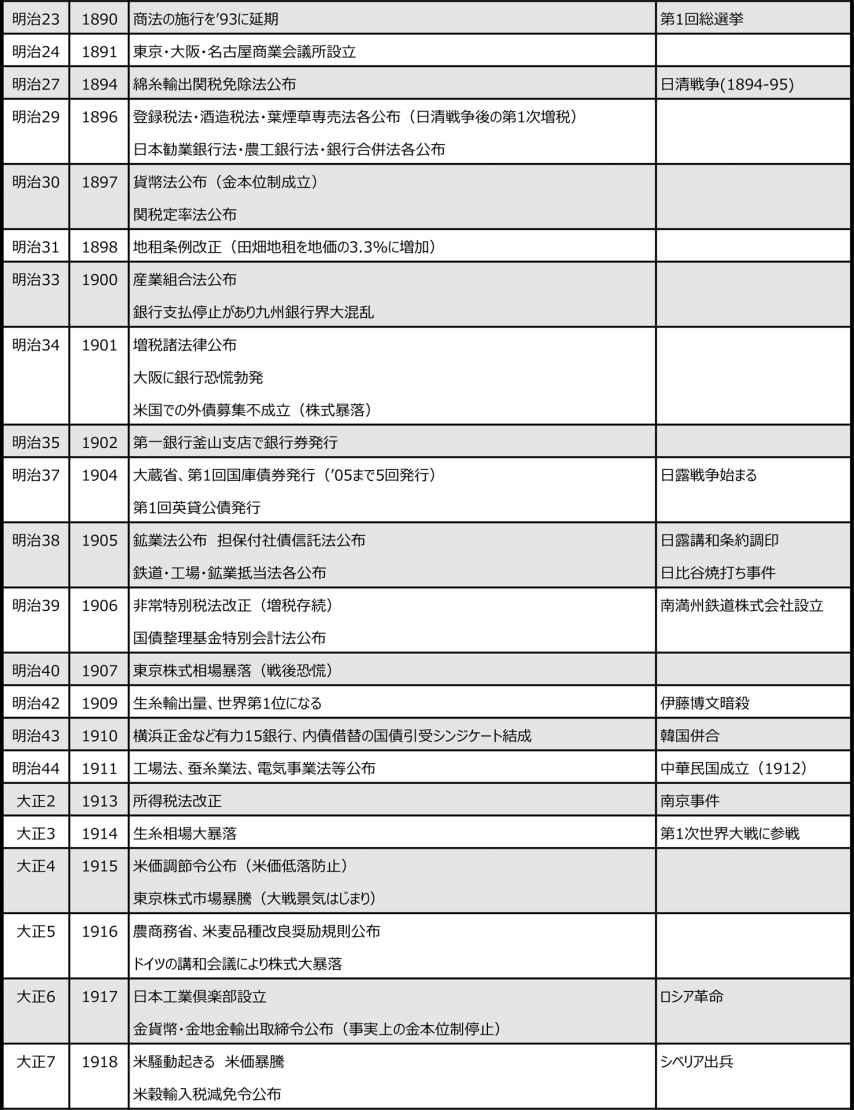 明治23 1890 商法の施行を'93に延期 第1回総選挙
明治24 1891 東京・大阪・名古屋商業会議所設立
明治27 1894 綿糸輸出関税免除法公布 日清戦争(1894-95)
明治29 1896 登録税法・酒造税法・葉煙草専売法各公布（日清戦争後の第1次増税）
日本勧業銀行法・農工銀行法・銀行合併法各公布
明治30 1897 貨幣法公布（金本位制成立）
関税定率法公布
明治31 1898 地租条例改正（田畑地租を地価の3.3%に増加）
明治33 1900 産業組合法公布
銀行支払停止があり九州銀行界大混乱
明治34 1901 増税諸法律公布
大阪に銀行恐慌勃発
米国での外債募集不成立（株式暴落）
明治35 1902 第一銀行釜山支店で銀行券発行
明治37 1904 大蔵省、第1回国庫債券発行（'05まで5回発行） 日露戦争始まる
第1回英貨公債発行
明治38 1905 鉱業法公布 担保付社債信託法公布 日露講和条約調印
鉄道・工場・鉱業抵当法各公布 日比谷焼打ち事件
明治39 1906 非常特別税法改正（増税存続） 南満州鉄道株式会社設立
国債整理基金特別会計法公布
明治40 1907 東京株式相場暴落（戦後恐慌）
明治42 1909 生糸輸出量、世界第1位になる 伊藤博文暗殺
明治43 1910 横浜正金など有力15銀行、内債借替の国債引受シンジケート結成 韓国併合
明治44 1911 工場法、蚕糸業法、電気事業法等公布 中華民国成立（1912）
大正2 1913 所得税法改正 南京事件
大正3 1914 生糸相場大暴落 第1次世界大戦に参戦
大正4 1915 米価調節令公布（米価低落防止）
東京株式市場暴騰（大戦景気はじまり）
大正5 1916 農商務省、米麦品種改良奨励規則公布
ドイツの講和会議により株式大暴落
大正6 1917 日本工業倶楽部設立 ロシア革命
金貨幣・金地金輸出取締令公布（事実上の金本位制停止）
大正7 1918 米騒動起きる 米価暴騰 シベリア出兵
米穀輸入税減免令公布